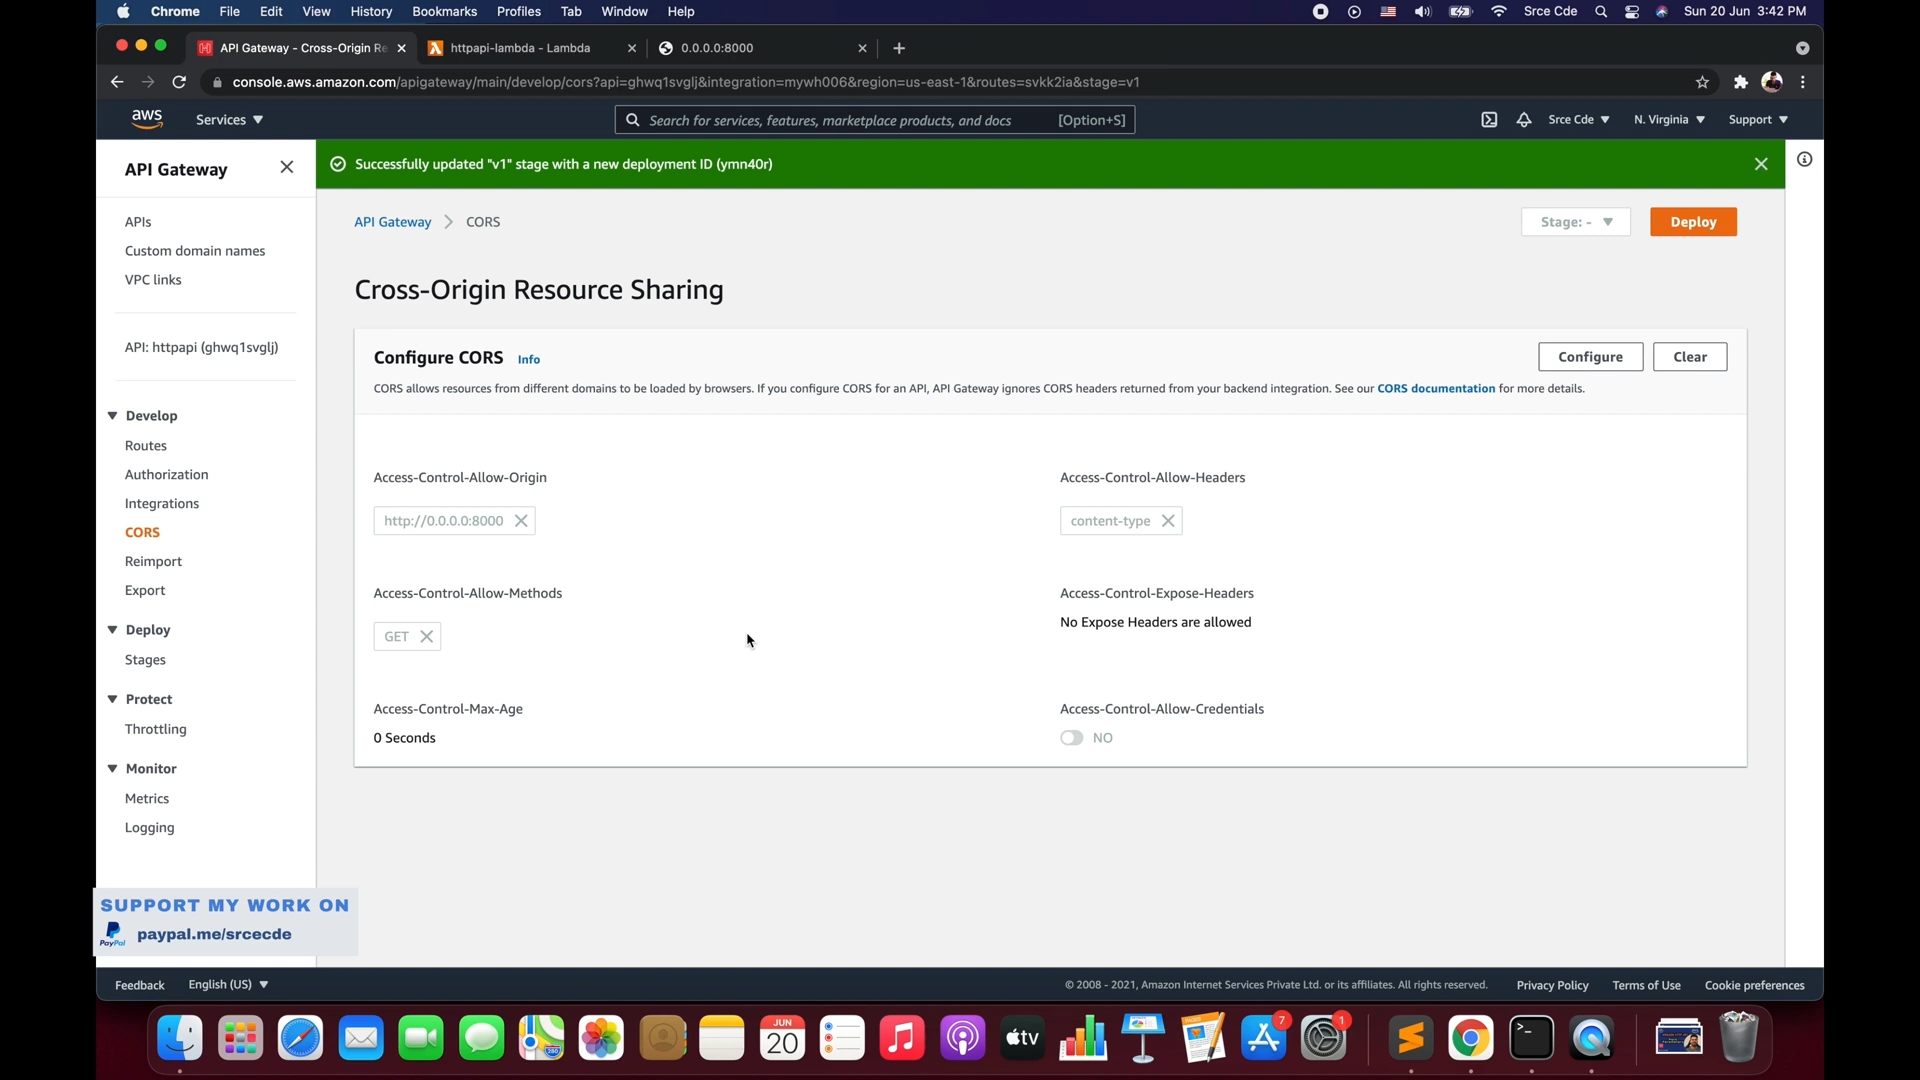 Chrome File Edit View History Bookmarks Profiles Tab Window Help Srce Cde Sun 20 Jun 3:42 PM
API Gateway - Cross-Origin Re httpapi-lambda - Lambda 0.0.0.0:8000
console.aws.amazon.com/apigateway/main/develop/cors?api=ghwq1svglj&integration=mywh006&region=us-east-1&routes=svkk2ia&stage=v1
aws Services Search for services, features, marketplace products, and docs [Option+S] Srce Cde N. Virginia Support
API Gateway
APIs
Custom domain names
VPC links
API: httpapi (ghwq1svglj)
Develop
Routes
Authorization
Integrations
CORS
Reimport
Export
Deploy
Stages
Protect
Throttling
Monitor
Metrics
Logging
Successfully updated "v1" stage with a new deployment ID (ymn40r)
API Gateway CORS Stage: - Deploy
Cross-Origin Resource Sharing
Configure CORS Info Configure Clear
CORS allows resources from different domains to be loaded by browsers. If you configure CORS for an API, API Gateway ignores CORS headers returned from your backend integration. See our CORS documentation for more details.
Access-Control-Allow-Origin Access-Control-Allow-Headers
http://0.0.0.0:8000 content-type
Access-Control-Allow-Methods Access-Control-Expose-Headers
GET No Expose Headers are allowed
Access-Control-Max-Age Access-Control-Allow-Credentials
0 Seconds NO
SUPPORT MY WORK ON
PayPal paypal.me/srcecde
Feedback English (US) © 2008 - 2021, Amazon Internet Services Private Ltd. or its affiliates. All rights reserved. Privacy Policy Terms of Use Cookie preferences
JUN
20
tv
7
1